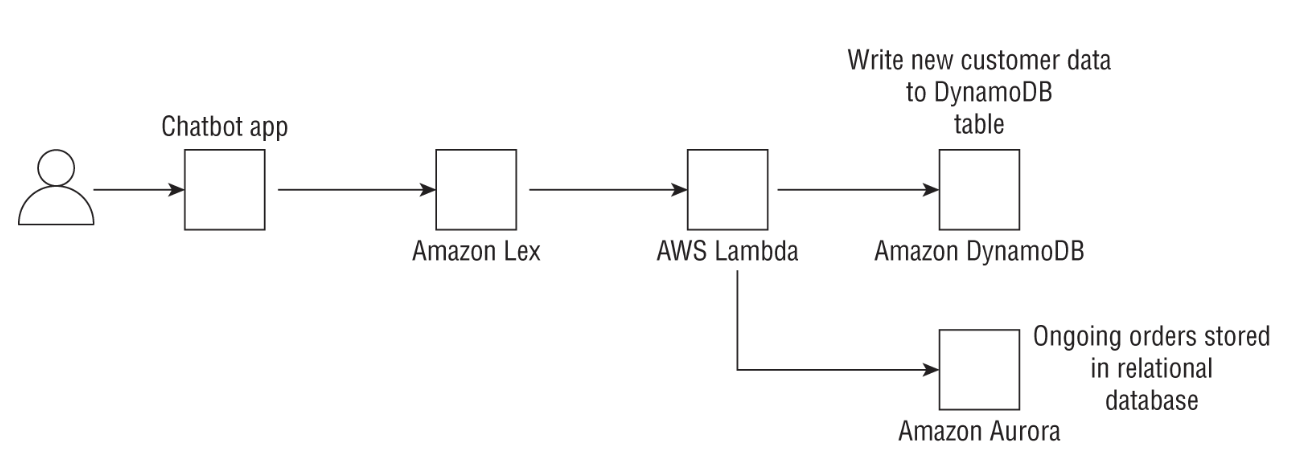 Write new customer data
to DynamoDB
table
Chatbot app
Amazon Lex
AWS Lambda
Amazon DynamoDB
Ongoing orders stored
in relational
database
Amazon Aurora